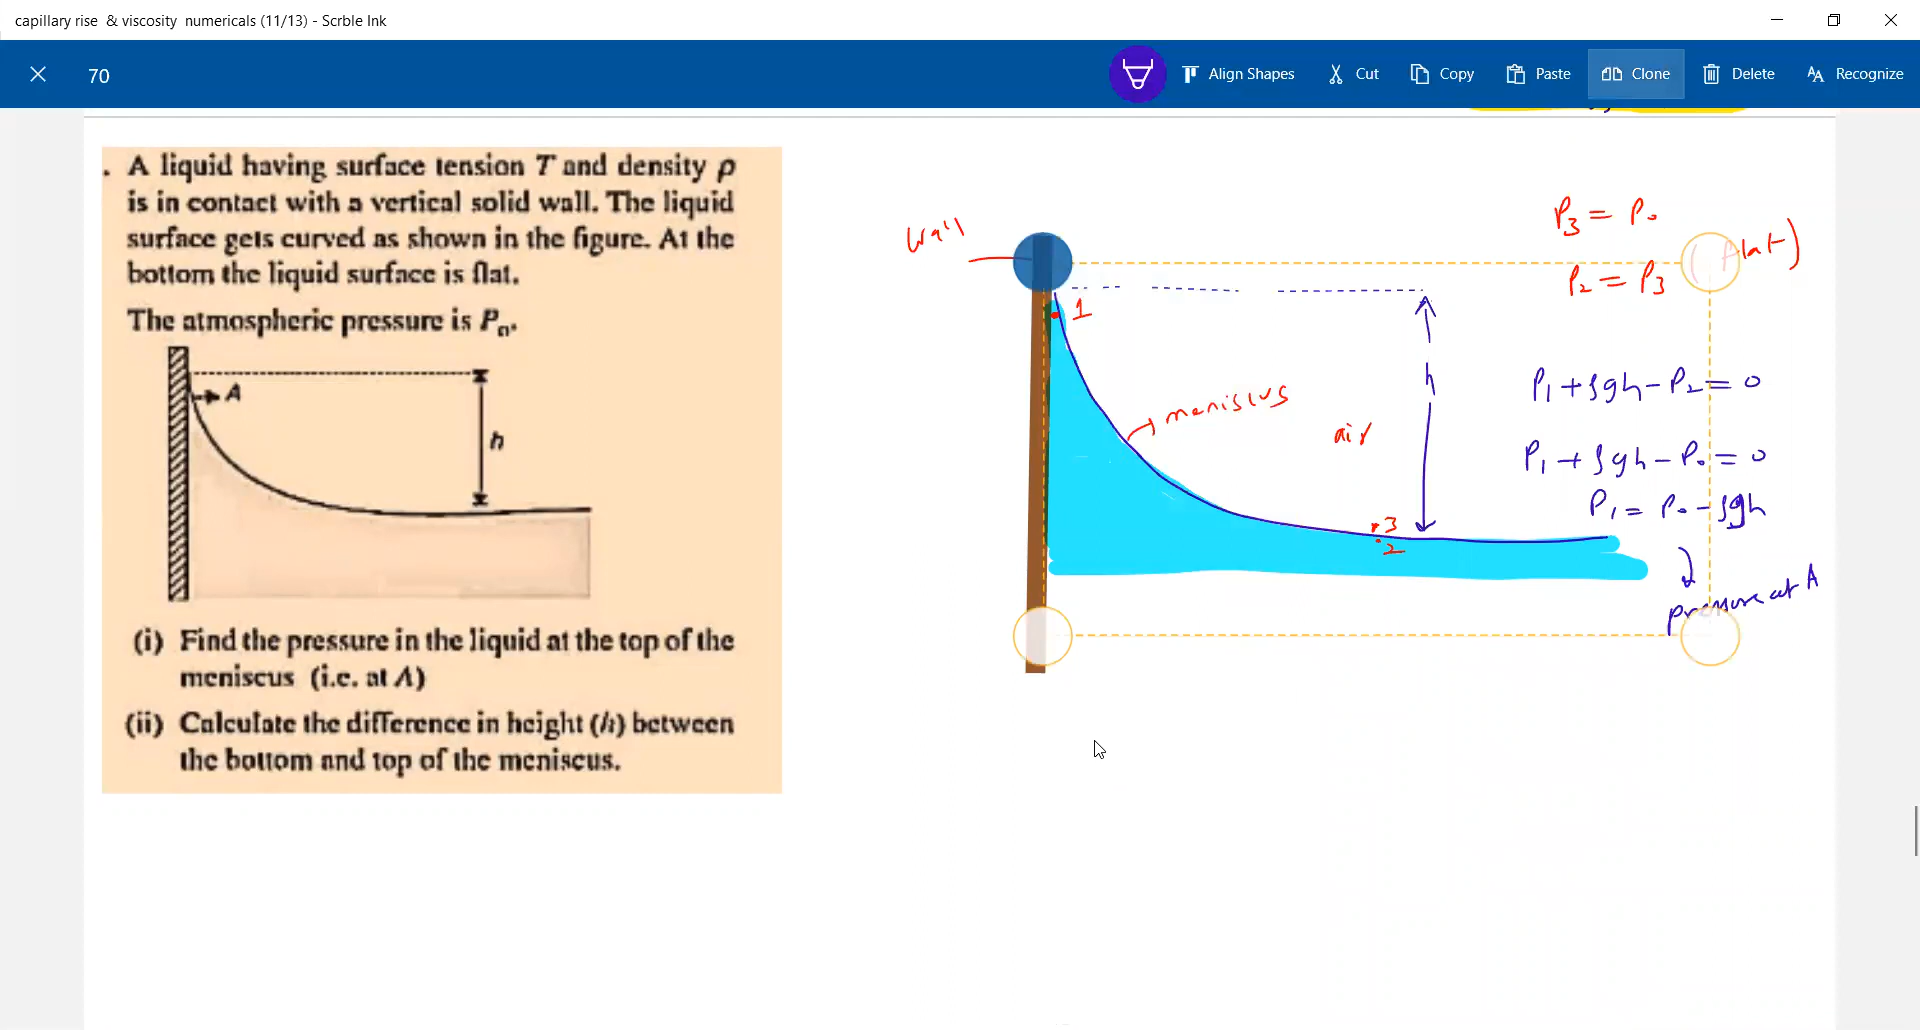 capillary rise & viscosity numericals (11/13) - Scrble Ink
70
Align Shapes
Cut
Copy
Paste
Clone
Delete
Recognize
. A liquid having surface tension T and density ρ
is in contact with a vertical solid wall. The liquid
surface gets curved as shown in the figure. At the
bottom the liquid surface is flat.
The atmospheric pressure is P₀.
A
h
(i) Find the pressure in the liquid at the top of the
meniscus (i.e. at A)
(ii) Calculate the difference in height (h) between
the bottom and top of the meniscus.
wall
1
meniscus
air
h
3
2
P₃ = P₀
(flat)
P₂ = P₃
P₁ + ρgh - P₂ = 0
P₁ + ρgh - P₀ = 0
P₁ = P₀ - ρgh
pressure at A